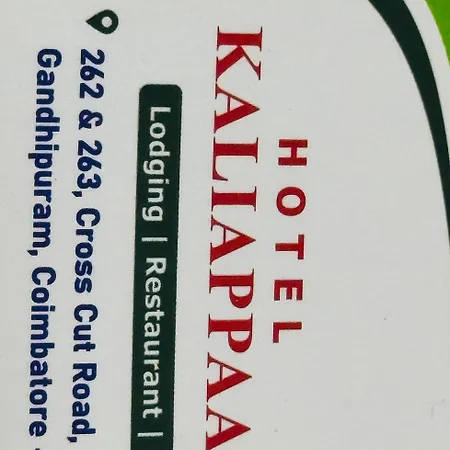 HOTEL
KALIAPPAA
Lodging | Restaurant |
262 & 263, Cross Cut Road,
Gandhipuram, Coimbatore